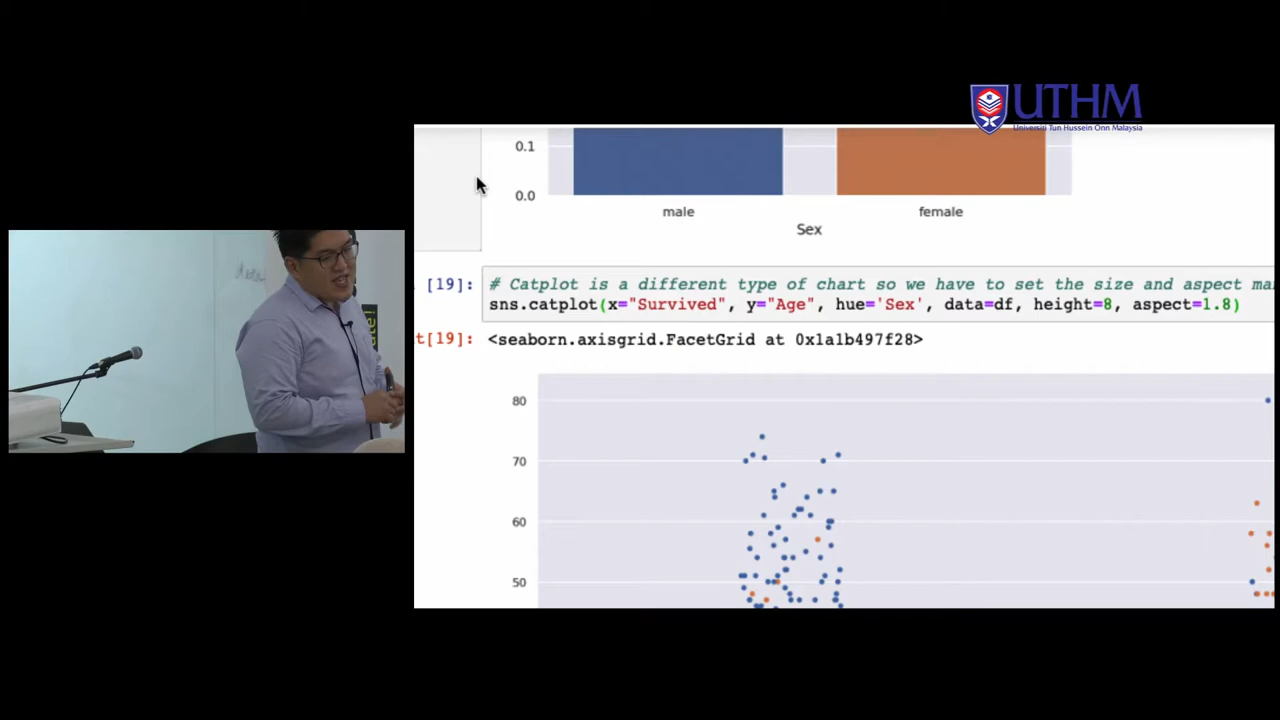 UTHM
Universiti Tun Hussein Onn Malaysia
0.1
0.0
male
female
Sex
[19]:
# Catplot is a different type of chart so we have to set the size and aspect ma
sns.catplot(x="Survived", y="Age", hue='Sex', data=df, height=8, aspect=1.8)
t[19]:
<seaborn.axisgrid.FacetGrid at 0x1a1b497f28>
80
70
60
50